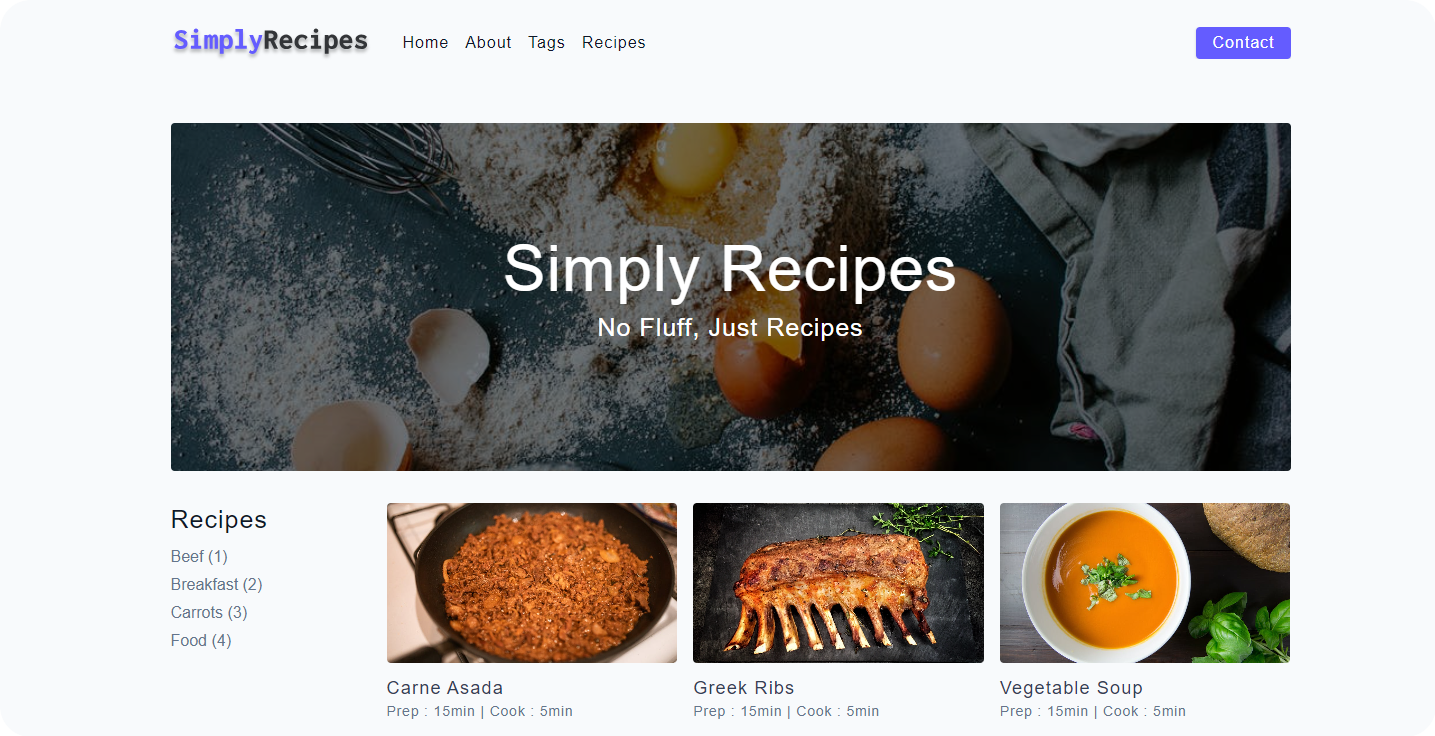 SimplyRecipes Home About Tags Recipes Contact
Simply Recipes
No Fluff, Just Recipes
Recipes
Beef (1)
Breakfast (2)
Carrots (3)
Food (4)
Carne Asada
Prep : 15min | Cook : 5min
Greek Ribs
Prep : 15min | Cook : 5min
Vegetable Soup
Prep : 15min | Cook : 5min